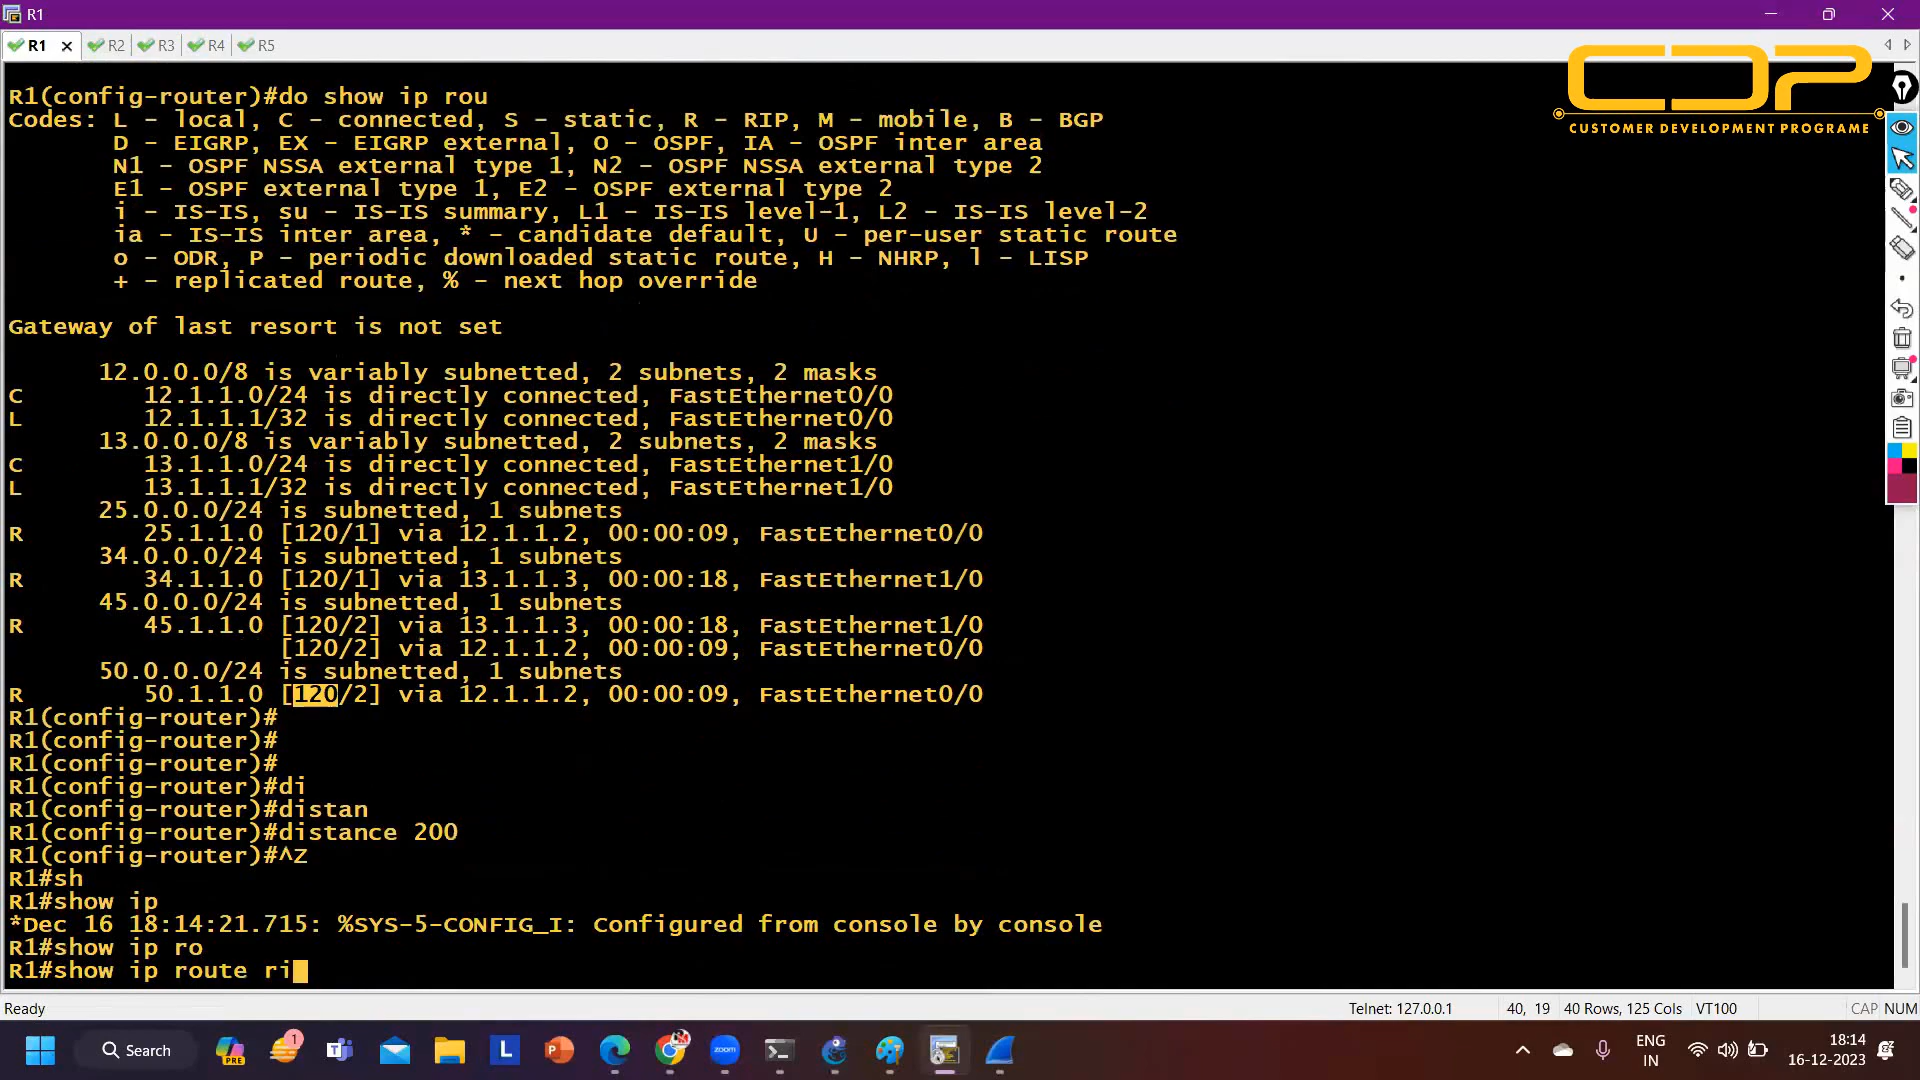 R1
R1 R2 R3 R4 R5
CDP
CUSTOMER DEVELOPMENT PROGRAME
R1(config-router)#do show ip rou
Codes: L - local, C - connected, S - static, R - RIP, M - mobile, B - BGP
D - EIGRP, EX - EIGRP external, O - OSPF, IA - OSPF inter area
N1 - OSPF NSSA external type 1, N2 - OSPF NSSA external type 2
E1 - OSPF external type 1, E2 - OSPF external type 2
i - IS-IS, su - IS-IS summary, L1 - IS-IS level-1, L2 - IS-IS level-2
ia - IS-IS inter area, * - candidate default, U - per-user static route
o - ODR, P - periodic downloaded static route, H - NHRP, l - LISP
+ - replicated route, % - next hop override
Gateway of last resort is not set
12.0.0.0/8 is variably subnetted, 2 subnets, 2 masks
C 12.1.1.0/24 is directly connected, FastEthernet0/0
L 12.1.1.1/32 is directly connected, FastEthernet0/0
13.0.0.0/8 is variably subnetted, 2 subnets, 2 masks
C 13.1.1.0/24 is directly connected, FastEthernet1/0
L 13.1.1.1/32 is directly connected, FastEthernet1/0
25.0.0.0/24 is subnetted, 1 subnets
R 25.1.1.0 [120/1] via 12.1.1.2, 00:00:09, FastEthernet0/0
34.0.0.0/24 is subnetted, 1 subnets
R 34.1.1.0 [120/1] via 13.1.1.3, 00:00:18, FastEthernet1/0
45.0.0.0/24 is subnetted, 1 subnets
R 45.1.1.0 [120/2] via 13.1.1.3, 00:00:18, FastEthernet1/0
[120/2] via 12.1.1.2, 00:00:09, FastEthernet0/0
50.0.0.0/24 is subnetted, 1 subnets
R 50.1.1.0 [120/2] via 12.1.1.2, 00:00:09, FastEthernet0/0
R1(config-router)#
R1(config-router)#
R1(config-router)#
R1(config-router)#di
R1(config-router)#distan
R1(config-router)#distance 200
R1(config-router)#^Z
R1#sh
R1#show ip
*Dec 16 18:14:21.715: %SYS-5-CONFIG_I: Configured from console by console
R1#show ip ro
R1#show ip route ri
Ready Telnet: 127.0.0.1 40, 19 40 Rows, 125 Cols VT100 CAP NUM
Search PRE 1 L P zoom ENG IN 18:14 16-12-2023